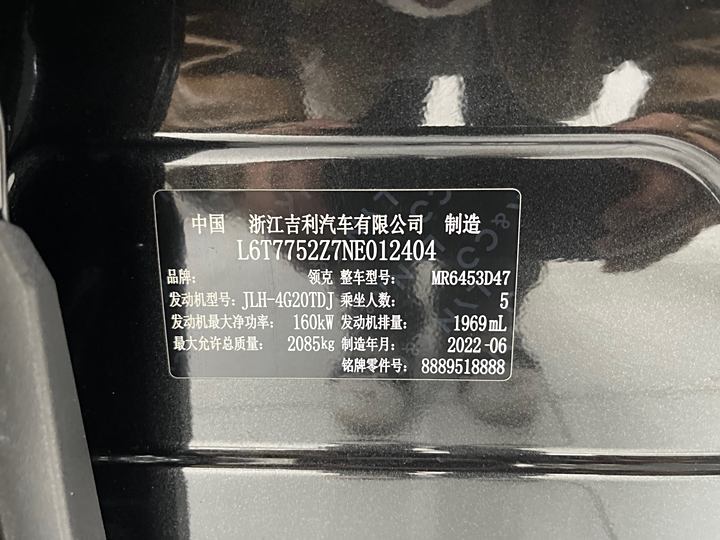 中国 浙江吉利汽车有限公司 制造
L6T7752Z7NE012404
品牌: 领克 整车型号: MR6453D47
发动机型号: JLH-4G20TDJ 乘坐人数: 5
发动机最大净功率: 160kW 发动机排量: 1969mL
最大允许总质量: 2085kg 制造年月: 2022-06
铭牌零件号: 8889518888